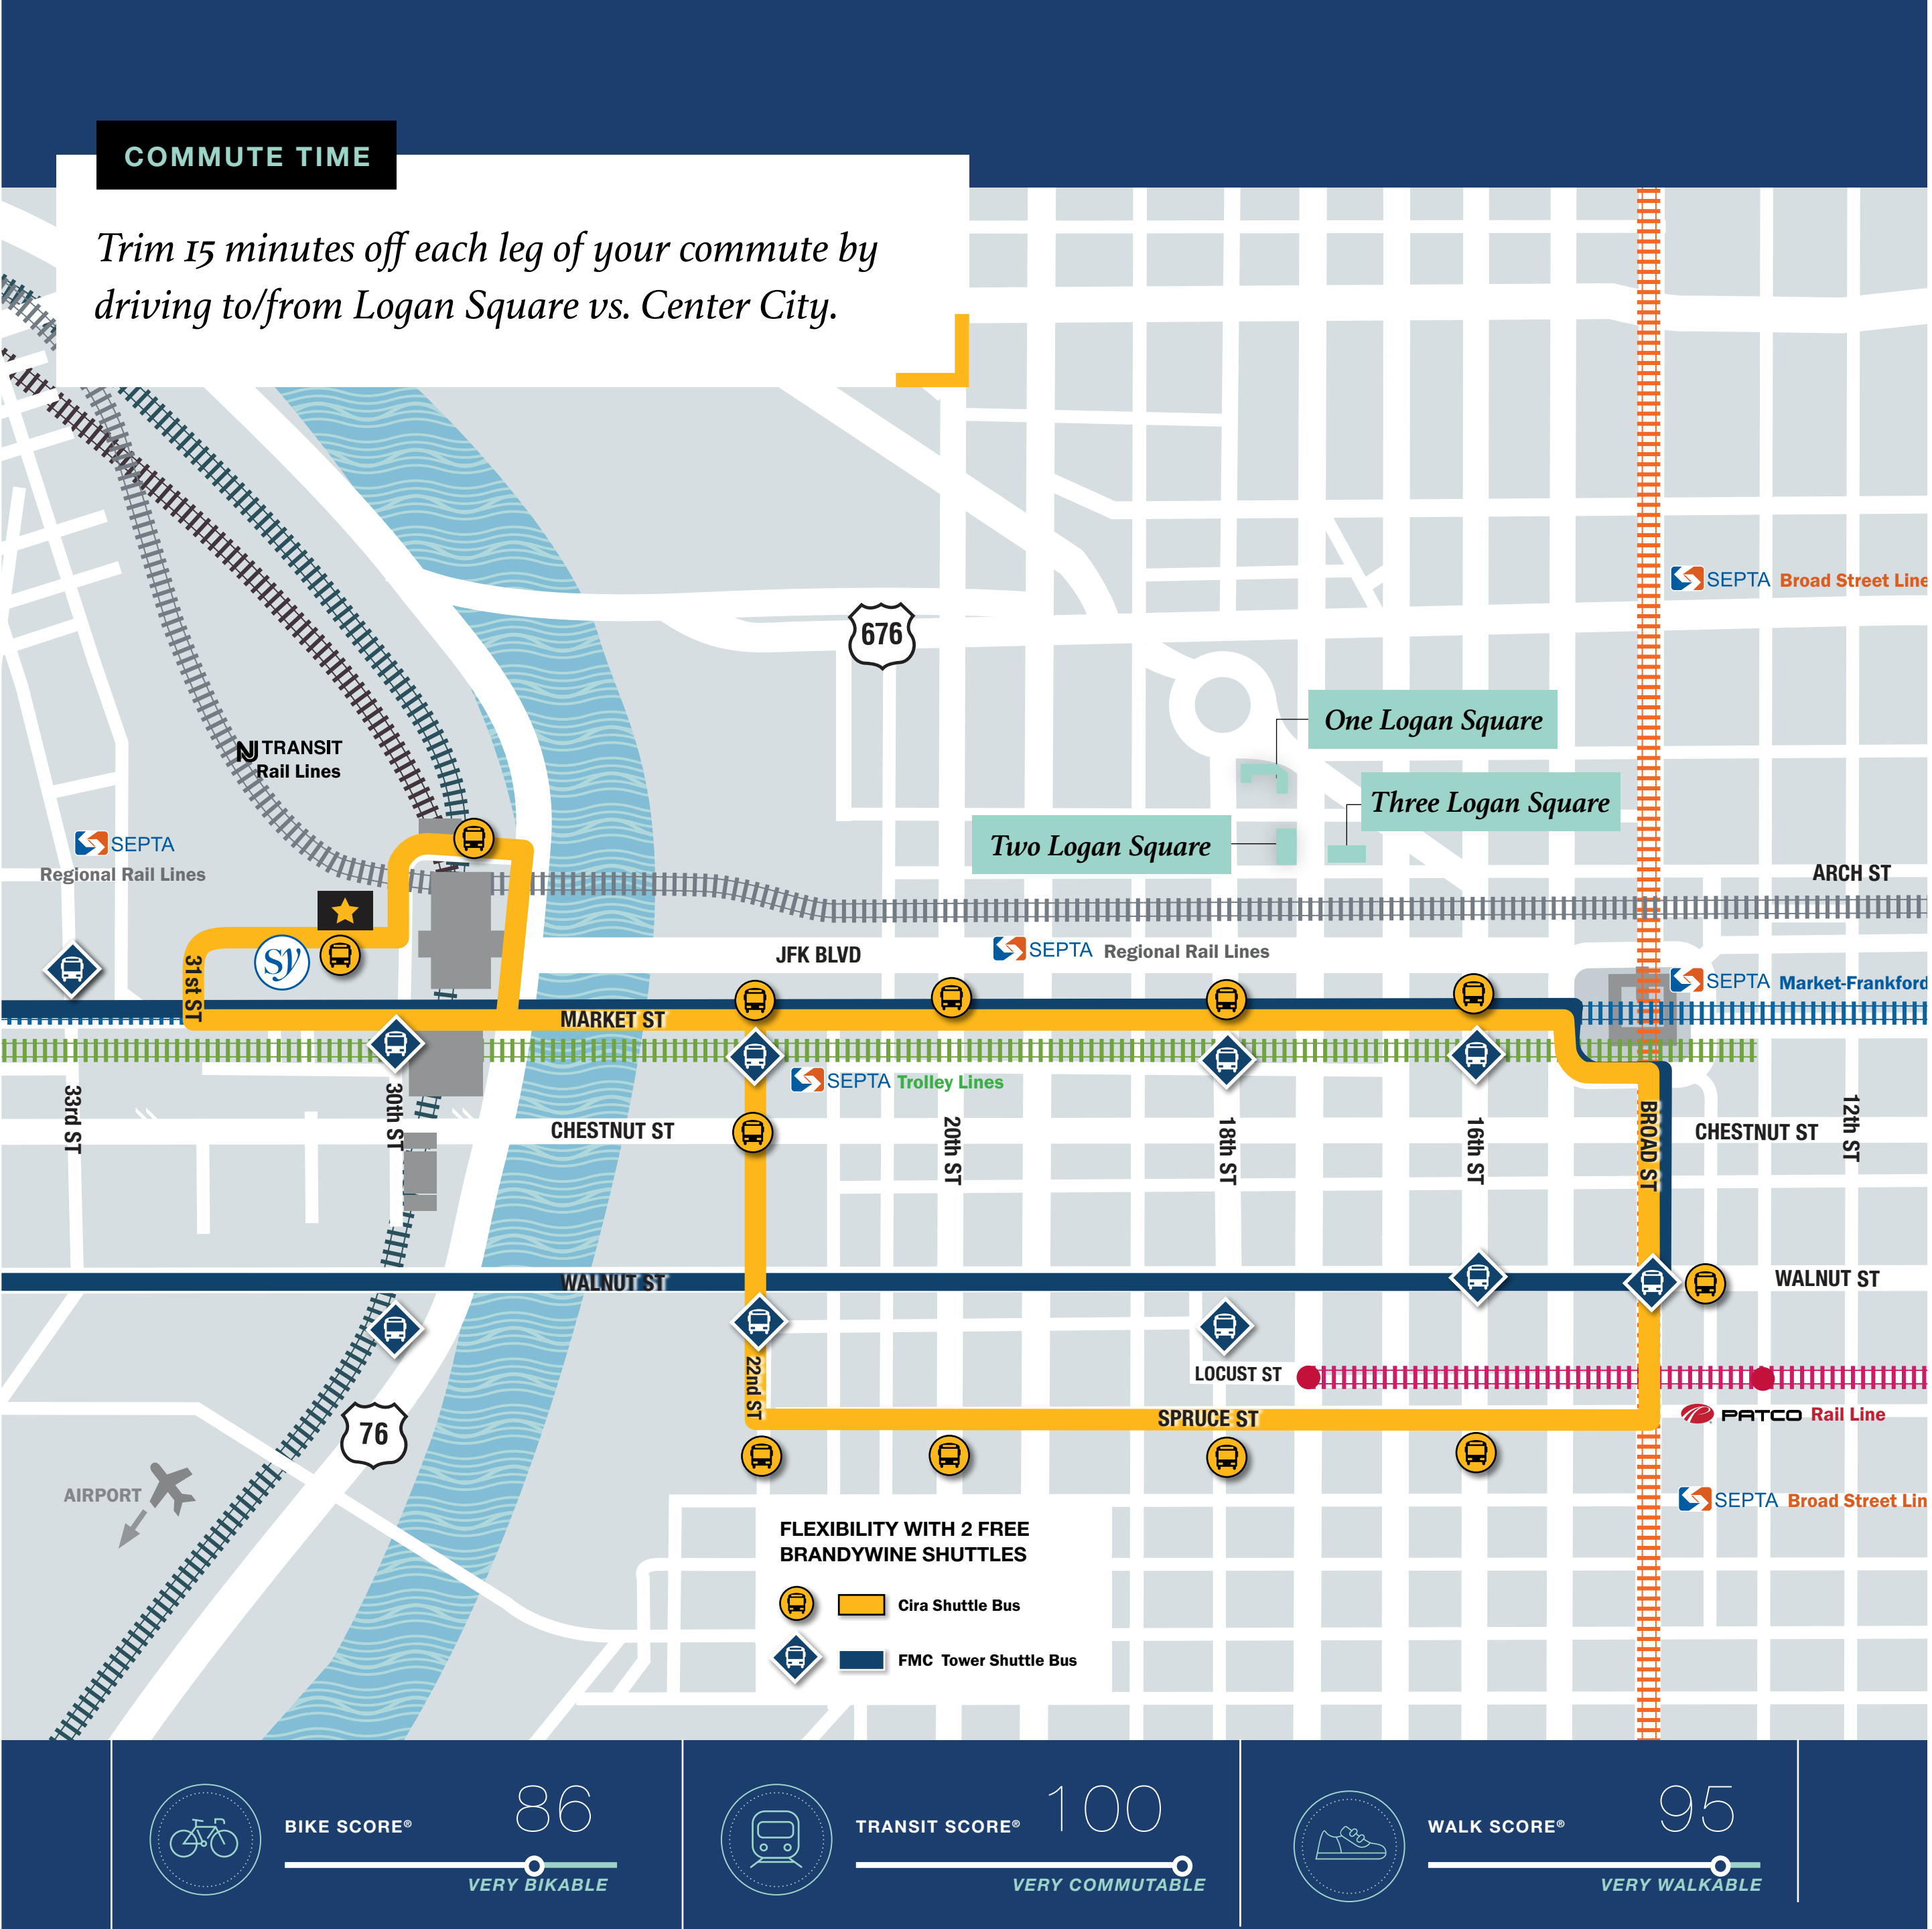 COMMUTE TIME
Trim 15 minutes off each leg of your commute by
driving to/from Logan Square vs. Center City.
SEPTA Broad Street Line
676
One Logan Square
NJ TRANSIT
Rail Lines
Three Logan Square
Two Logan Square
SEPTA
Regional Rail Lines
ARCH ST
JFK BLVD
SEPTA Regional Rail Lines
sy
31st ST
SEPTA Market-Frankford
MARKET ST
SEPTA Trolley Lines
33rd ST
30th ST
CHESTNUT ST
20th ST
18th ST
16th ST
BROAD ST
CHESTNUT ST
12th ST
WALNUT ST
WALNUT ST
22nd ST
LOCUST ST
SPRUCE ST
PATCO Rail Line
76
AIRPORT
SEPTA Broad Street Lin
FLEXIBILITY WITH 2 FREE
BRANDYWINE SHUTTLES
Cira Shuttle Bus
FMC Tower Shuttle Bus
BIKE SCORE® 86
VERY BIKABLE
TRANSIT SCORE® 100
VERY COMMUTABLE
WALK SCORE® 95
VERY WALKABLE